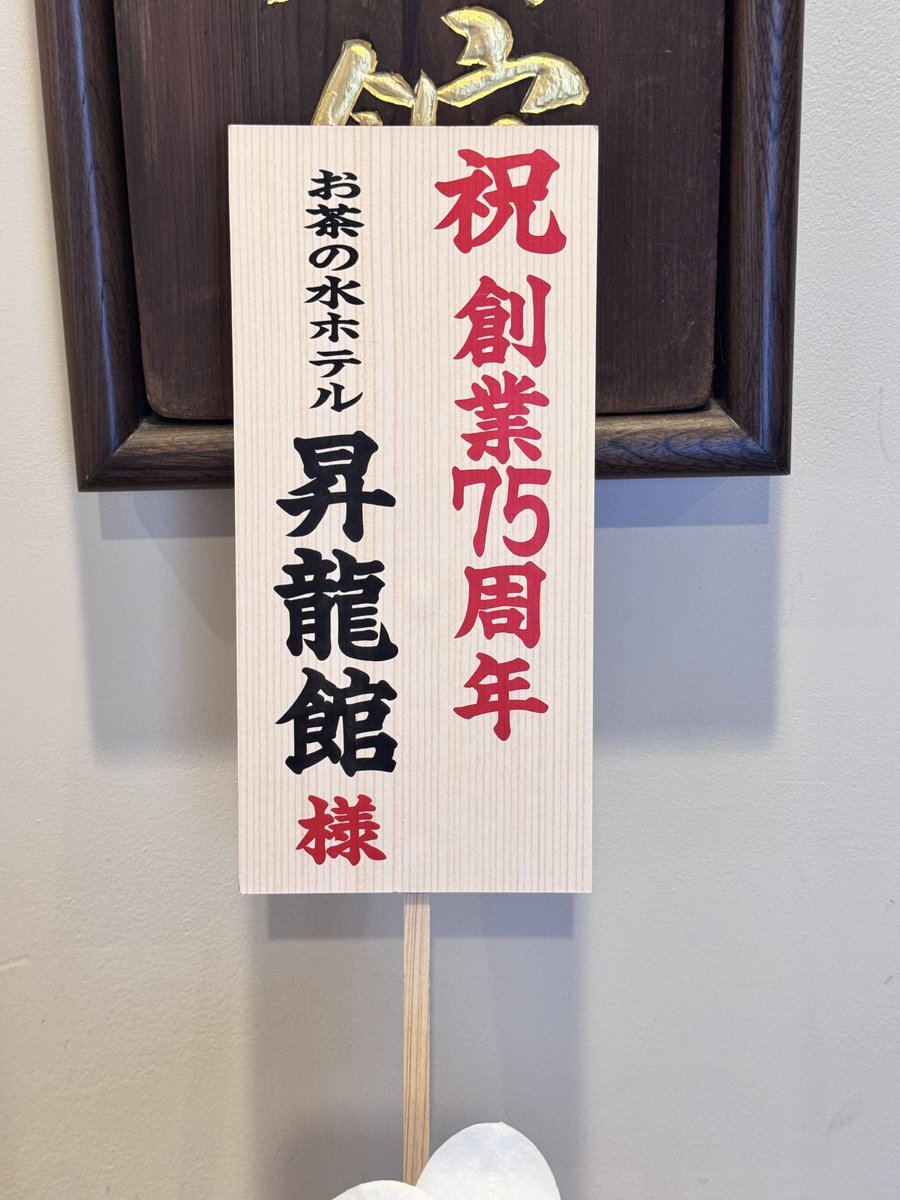 祝 創業75周年
お茶の水ホテル 昇龍館 様